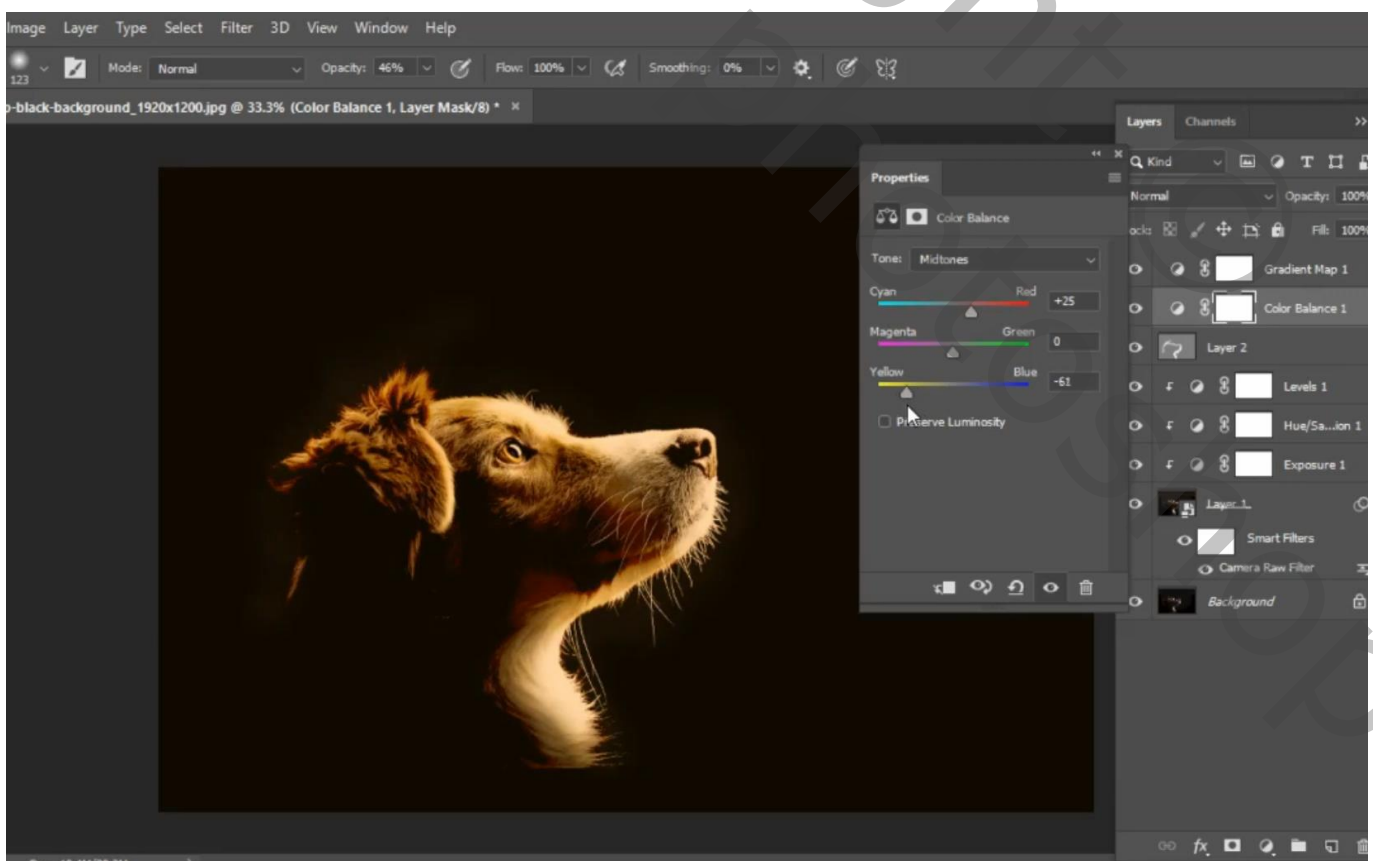 Image Layer Type Select Filter 3D View Window Help
123 Mode: Normal Opacity: 46% Flow: 100% Smoothing: 0%
o-black-background_1920x1200.jpg @ 33.3% (Color Balance 1, Layer Mask/8) * ×
Layers Channels
Kind
Normal Opacity: 100%
ock: Fill: 100%
Gradient Map 1
Color Balance 1
Layer 2
Levels 1
Hue/Sa...ion 1
Exposure 1
Layer 1
Smart Filters
Camera Raw Filter
Background
Properties
Color Balance
Tone: Midtones
Cyan Red +25
Magenta Green 0
Yellow Blue -61
Preserve Luminosity
fx